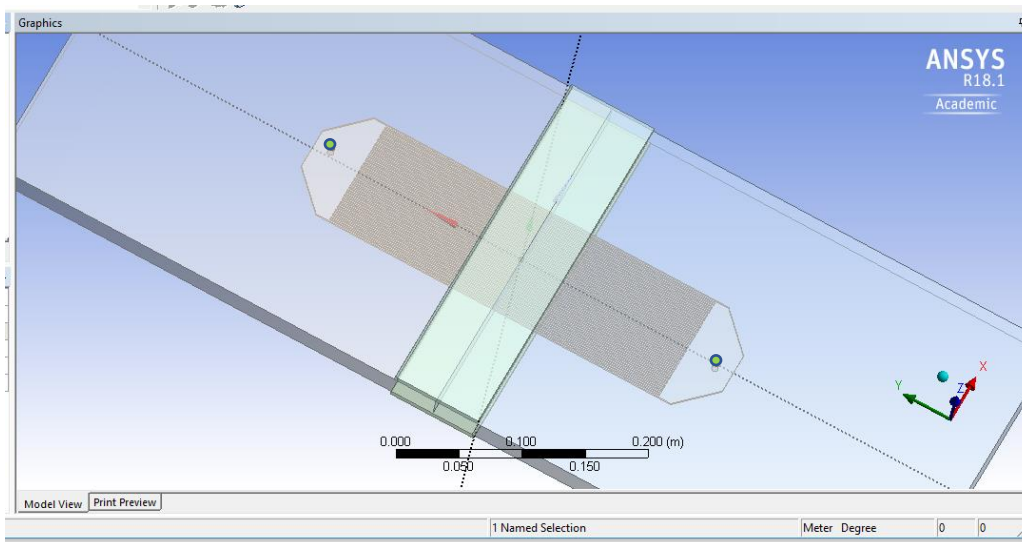 Graphics
ANSYS
R18.1
Academic
X
Y
Z
0.000 0.100 0.200 (m)
0.050 0.150
Model View Print Preview
1 Named Selection Meter Degree 0 0